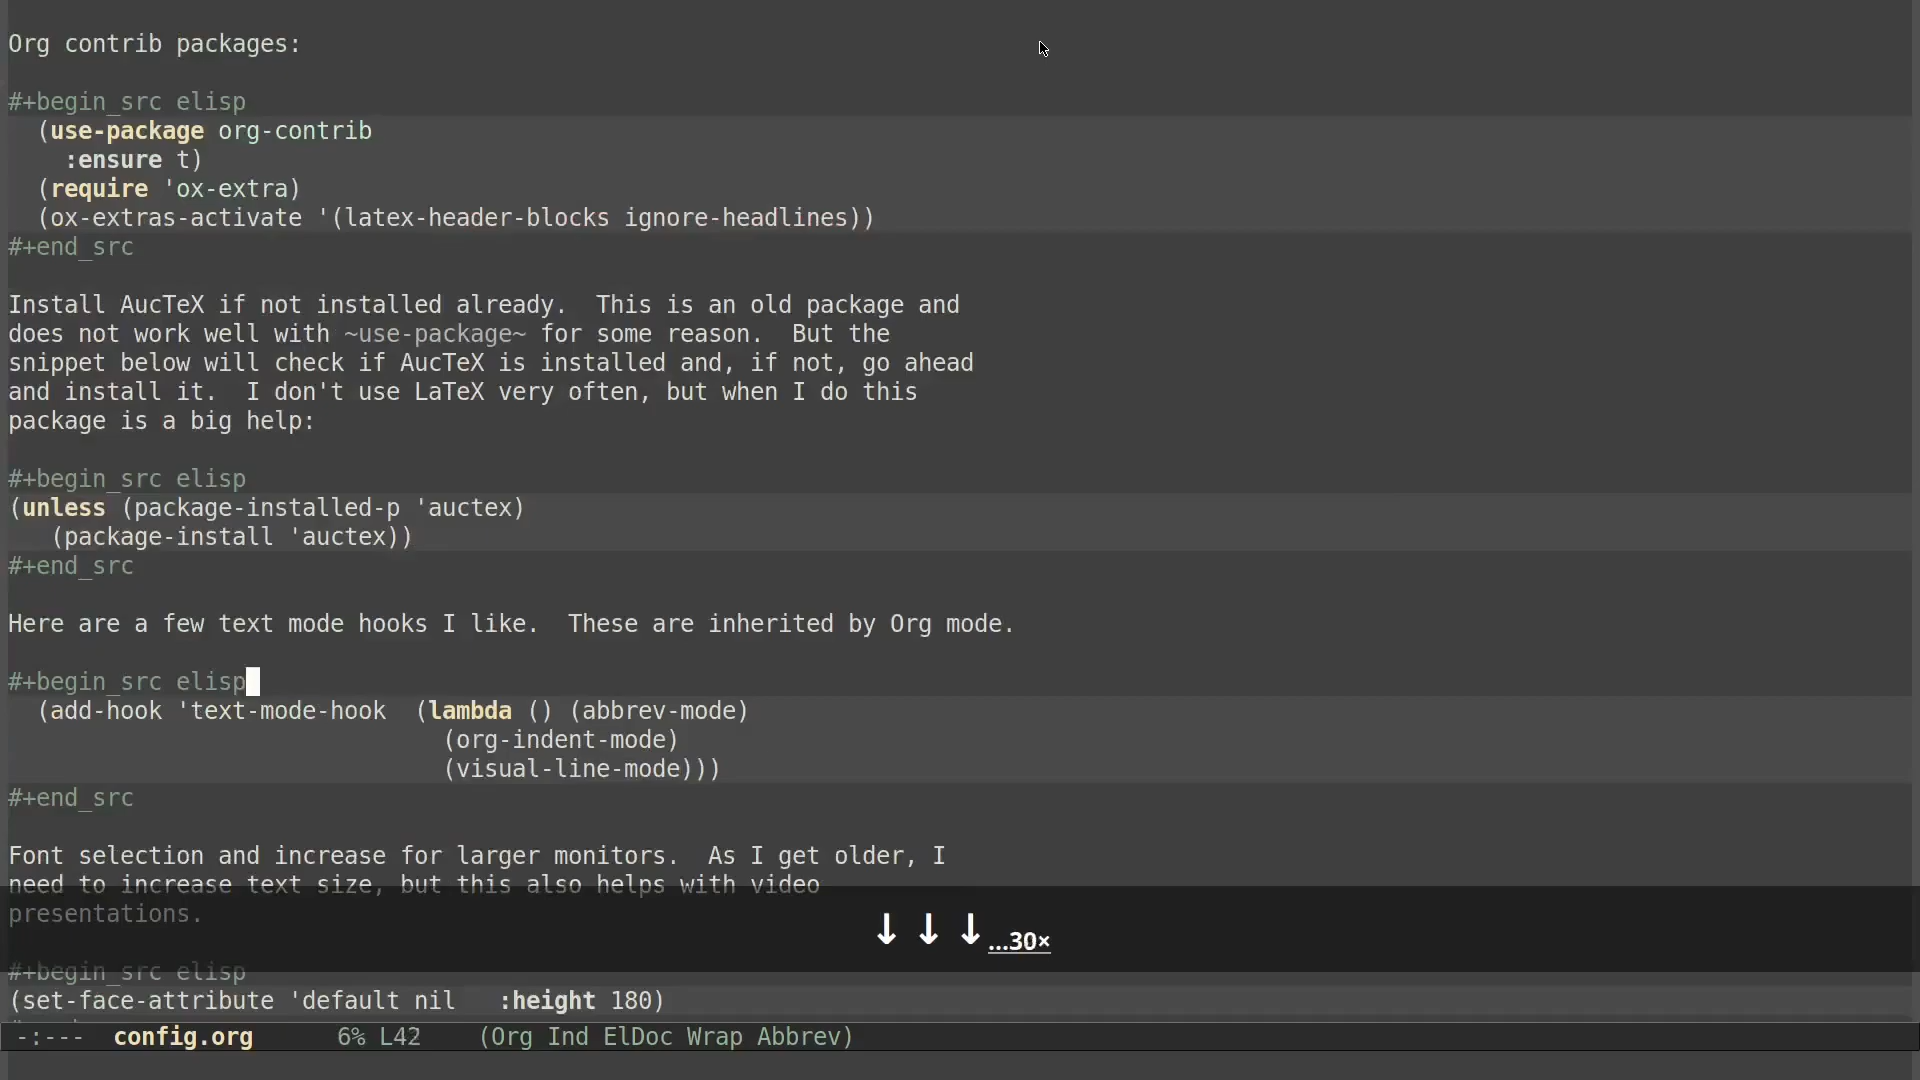 Org contrib packages:
#+begin_src elisp
  (use-package org-contrib
    :ensure t)
  (require 'ox-extra)
  (ox-extras-activate '(latex-header-blocks ignore-headlines))
#+end_src
Install AucTeX if not installed already.  This is an old package and
does not work well with ~use-package~ for some reason.  But the
snippet below will check if AucTeX is installed and, if not, go ahead
and install it.  I don't use LaTeX very often, but when I do this
package is a big help:
#+begin_src elisp
(unless (package-installed-p 'auctex)
   (package-install 'auctex))
#+end_src
Here are a few text mode hooks I like.  These are inherited by Org mode.
#+begin_src elisp
  (add-hook 'text-mode-hook  (lambda () (abbrev-mode)
                               (org-indent-mode)
                               (visual-line-mode)))
#+end_src
Font selection and increase for larger monitors.  As I get older, I
need to increase text size, but this also helps with video
presentations.
↓ ↓ ↓...30×
#+begin_src elisp
(set-face-attribute 'default nil   :height 180)
-:---  config.org      6% L42    (Org Ind ElDoc Wrap Abbrev)